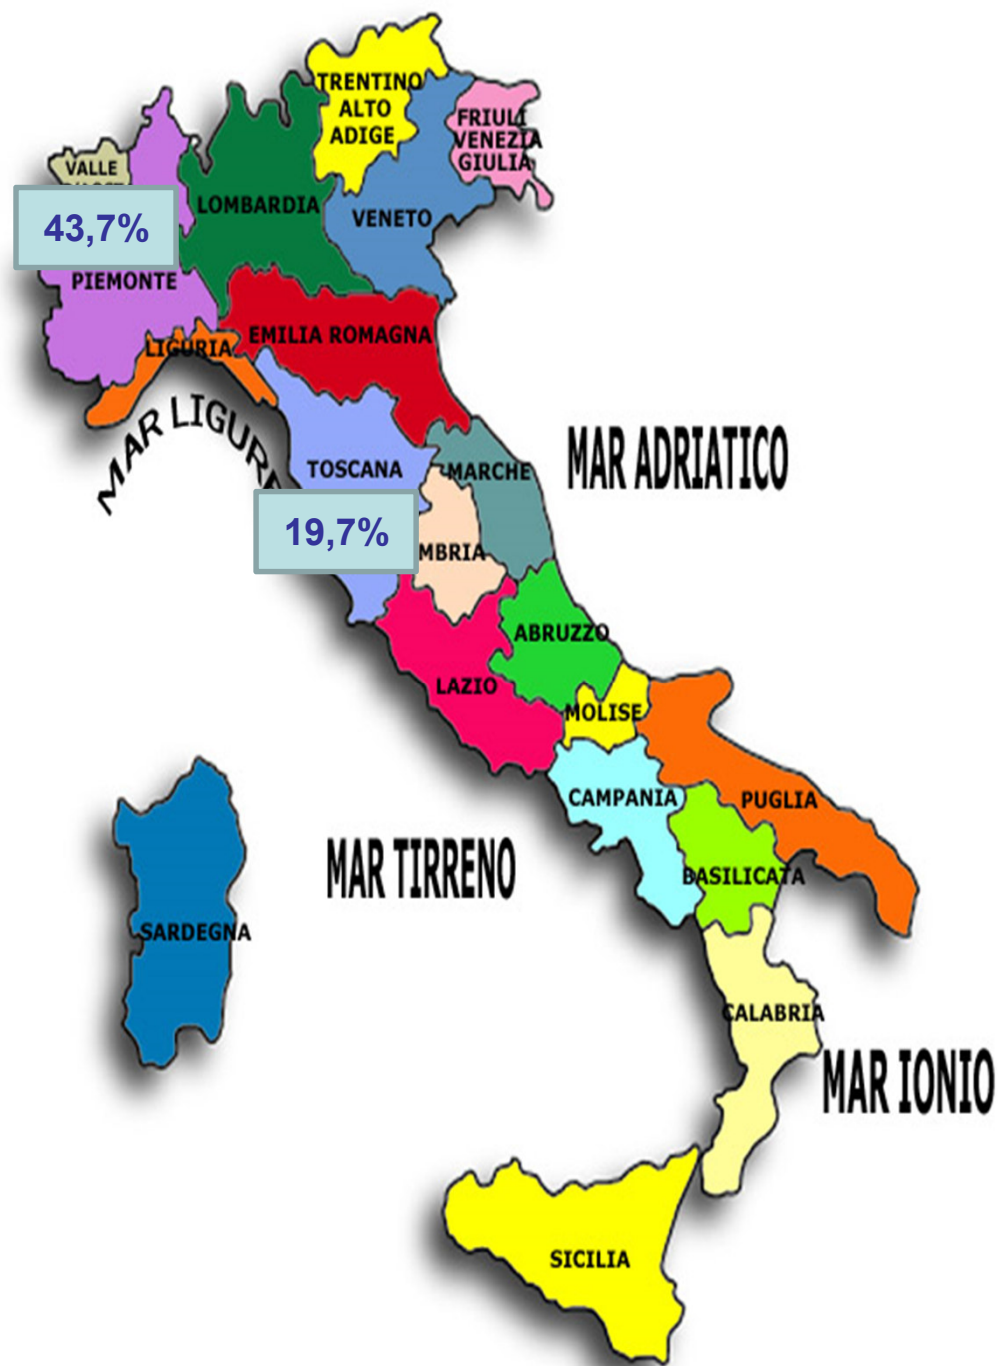 TRENTINO
ALTO
ADIGE
FRIULI
VENEZIA
GIULIA
VALLE
LOMBARDIA
VENETO
43,7%
PIEMONTE
EMILIA ROMAGNA
LIGURIA
MAR LIGURE
TOSCANA
MARCHE
MAR ADRIATICO
19,7%
MBRIA
ABRUZZO
LAZIO
MOLISE
CAMPANIA
PUGLIA
MAR TIRRENO
BASILICATA
SARDEGNA
CALABRIA
MAR IONIO
SICILIA